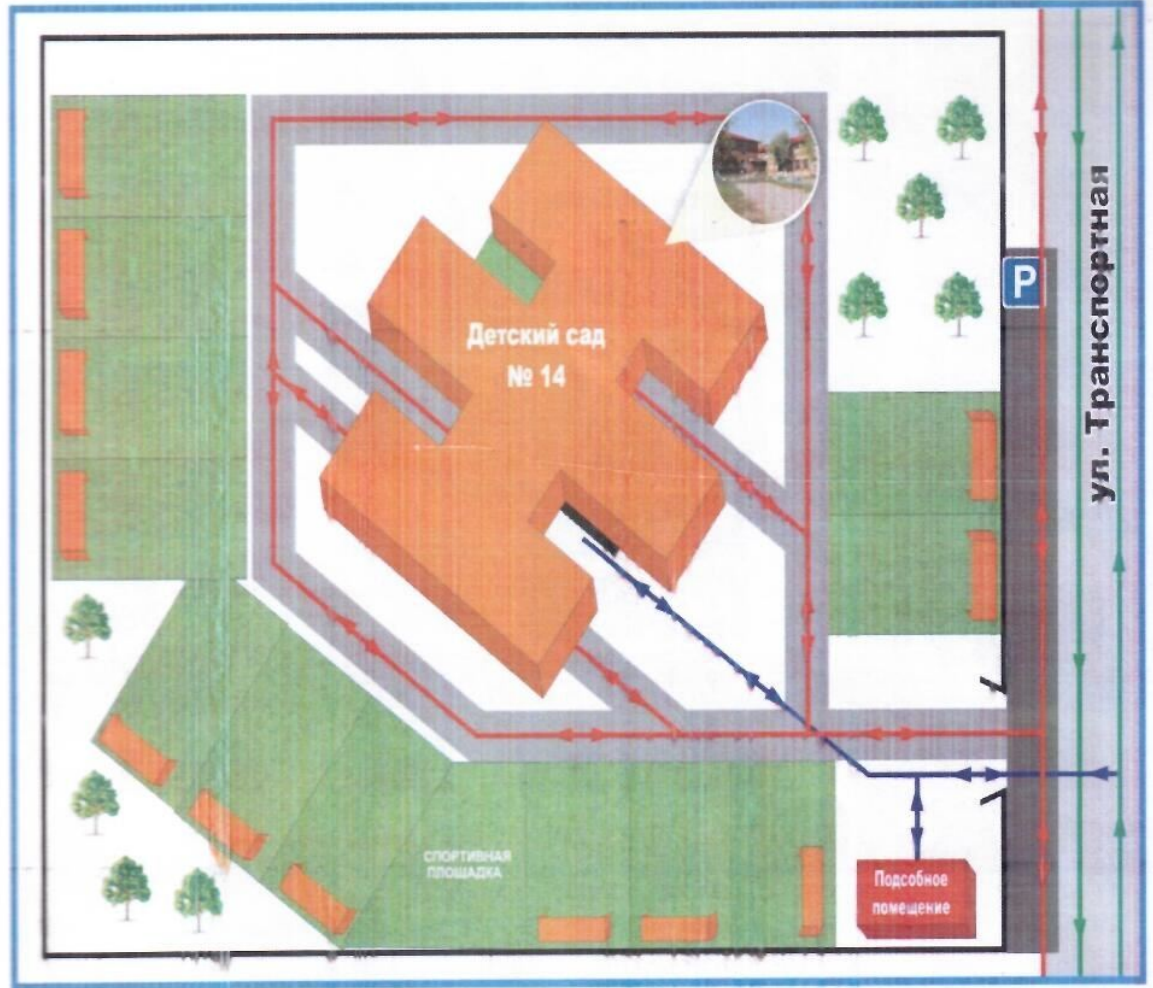 Детский сад
№ 14
P
ул. Транспортная
СПОРТИВНАЯ
ПЛОЩАДКА
Подсобное
помещение